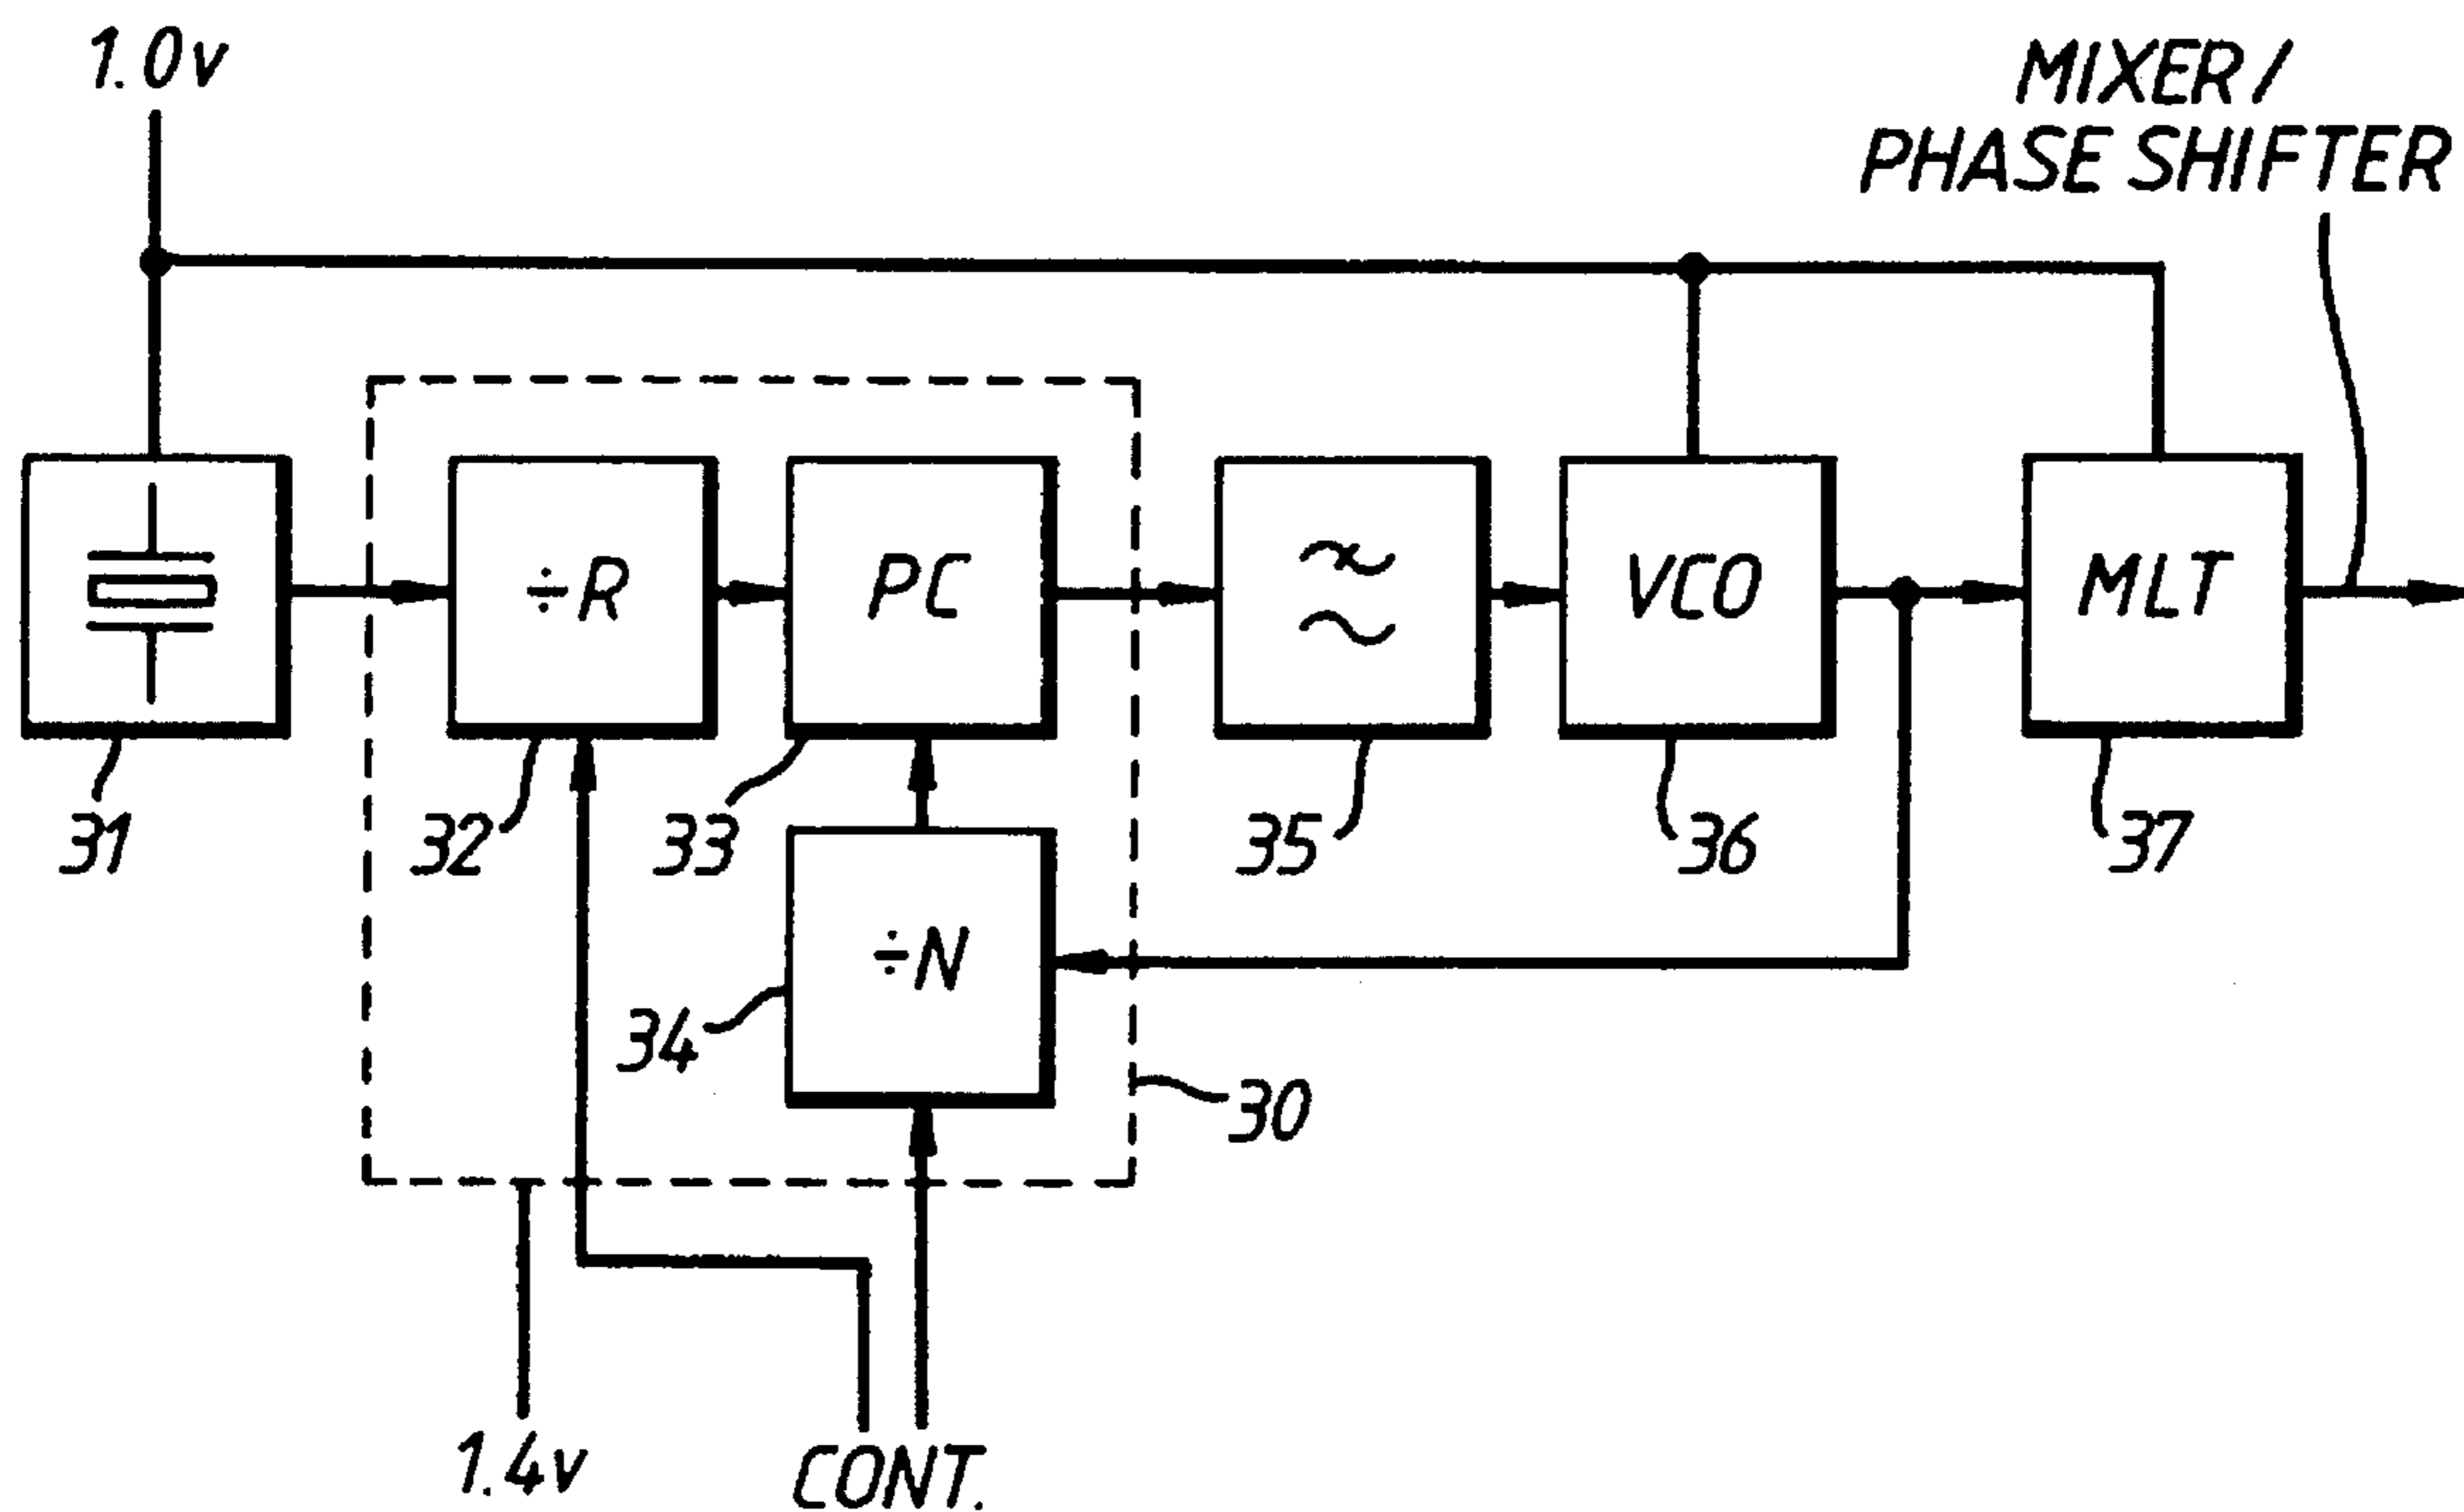 1.0v
MIXER/
PHASE SHIFTER
÷R
PC
VCO
MLT
31
32
33
35
36
37
÷N
34
30
1.4v
CONT.